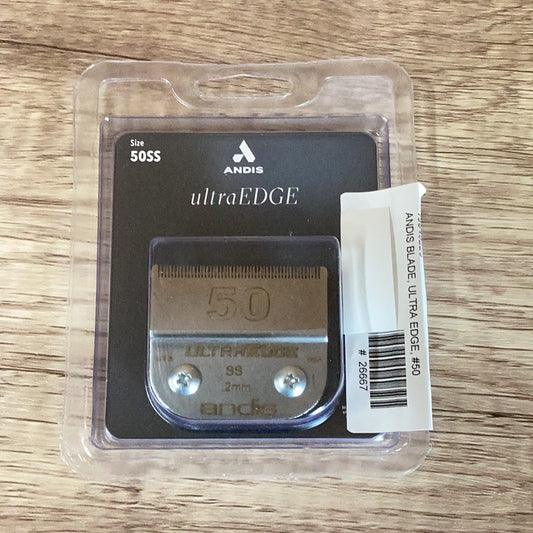 Size
50SS
ANDIS
ultraEDGE
50
ULTRAEDGE
SS
.2mm
andis
ANDIS BLADE, ULTRA EDGE, #50
# 26667